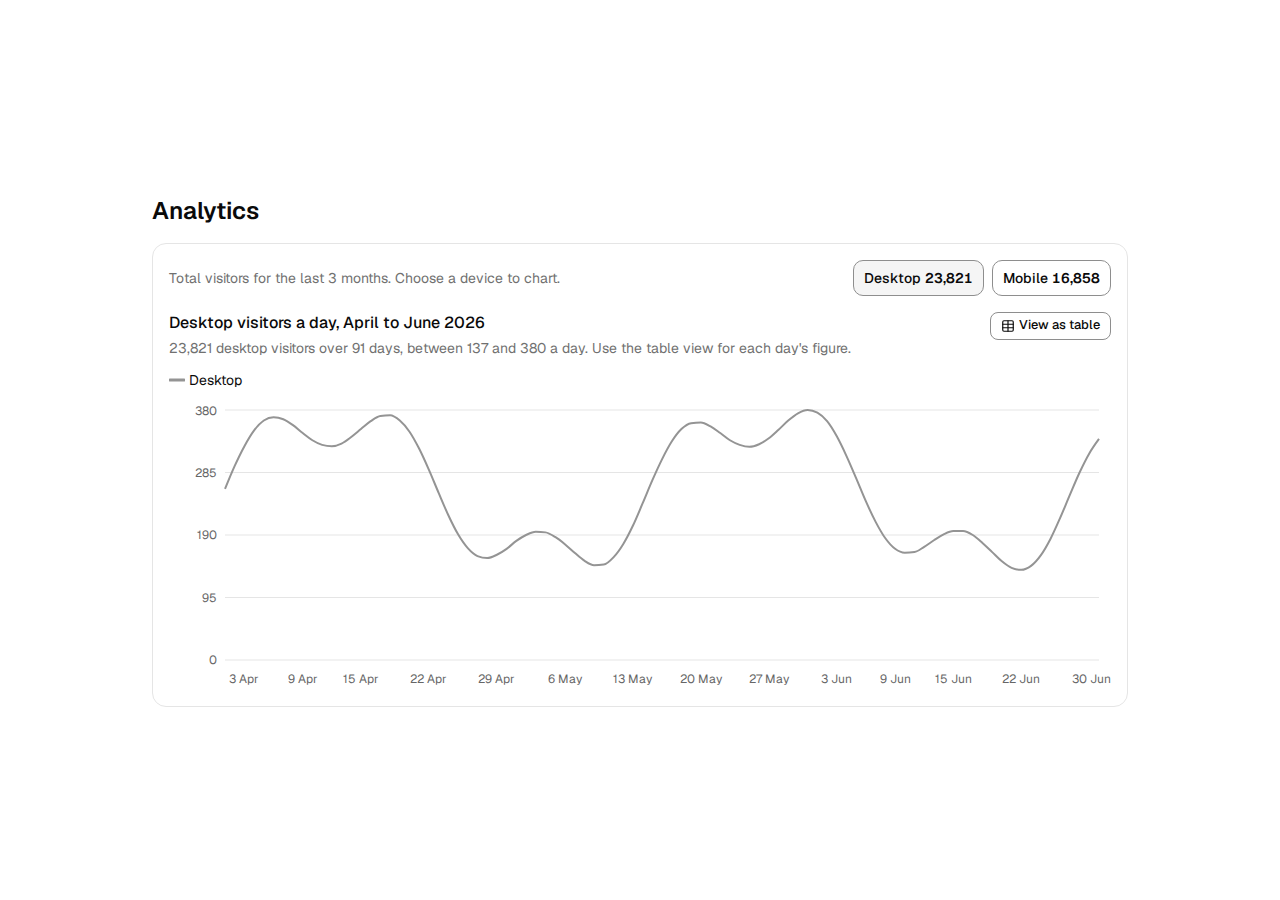 Analytics
Total visitors for the last 3 months. Choose a device to chart.
Desktop 23,821
Mobile 16,858
Desktop visitors a day, April to June 2026
View as table
23,821 desktop visitors over 91 days, between 137 and 380 a day. Use the table view for each day's figure.
Desktop
380
285
190
95
0
3 Apr 9 Apr 15 Apr 22 Apr 29 Apr 6 May 13 May 20 May 27 May 3 Jun 9 Jun 15 Jun 22 Jun 30 Jun